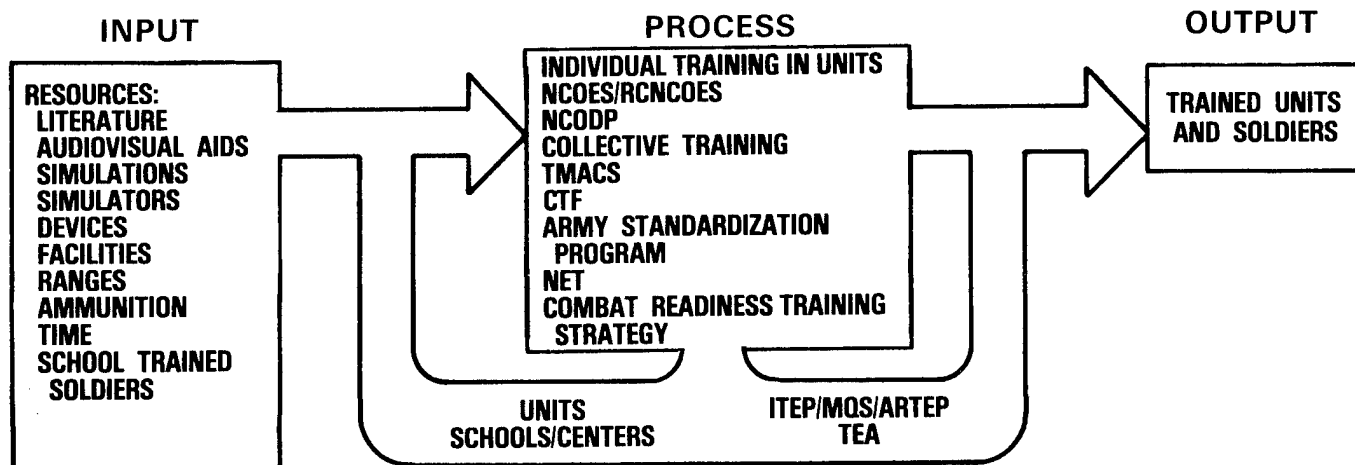 INPUT
RESOURCES:
LITERATURE
AUDIOVISUAL AIDS
SIMULATIONS
SIMULATORS
DEVICES
FACILITIES
RANGES
AMMUNITION
TIME
SCHOOL TRAINED
SOLDIERS
PROCESS
INDIVIDUAL TRAINING IN UNITS
NCOES/RCNCOES
NCODP
COLLECTIVE TRAINING
TMACS
CTF
ARMY STANDARDIZATION
PROGRAM
NET
COMBAT READINESS TRAINING
STRATEGY
OUTPUT
TRAINED UNITS
AND SOLDIERS
UNITS
SCHOOLS/CENTERS
ITEP/MQS/ARTEP
TEA